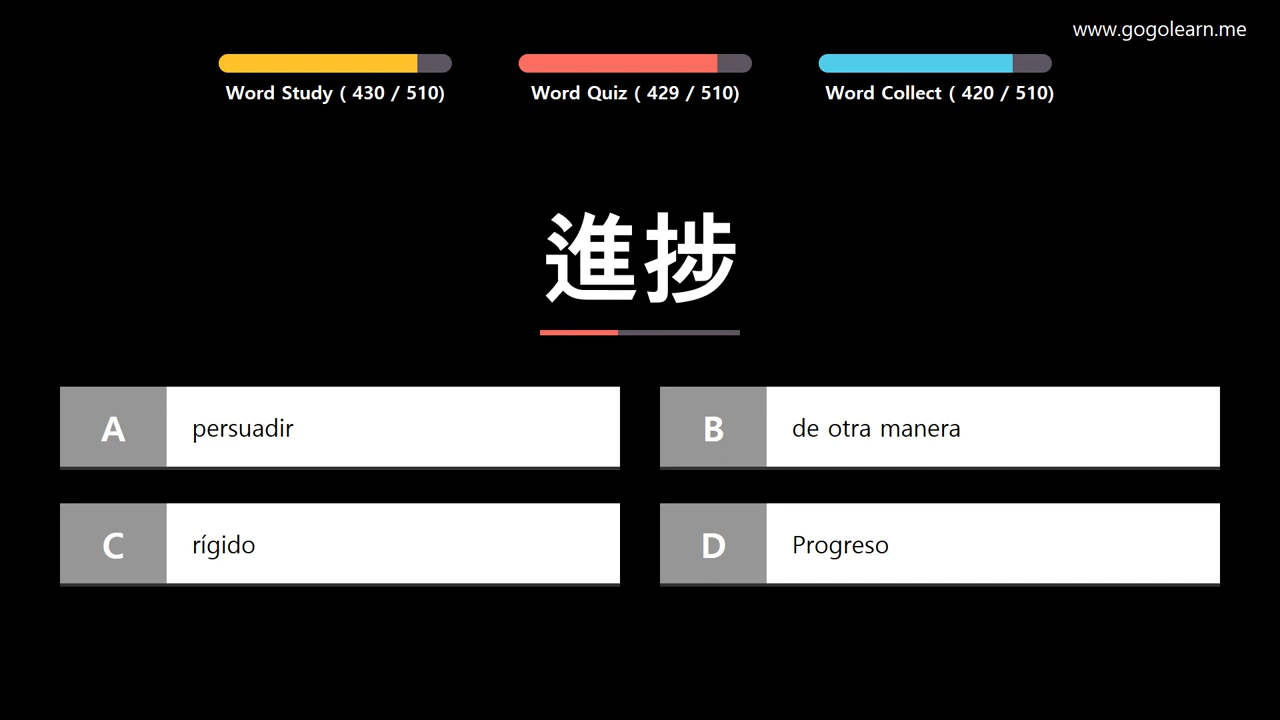 www.gogolearn.me
Word Study ( 430 / 510)
Word Quiz ( 429 / 510)
Word Collect ( 420 / 510)
進捗
A persuadir
B de otra manera
C rígido
D Progreso